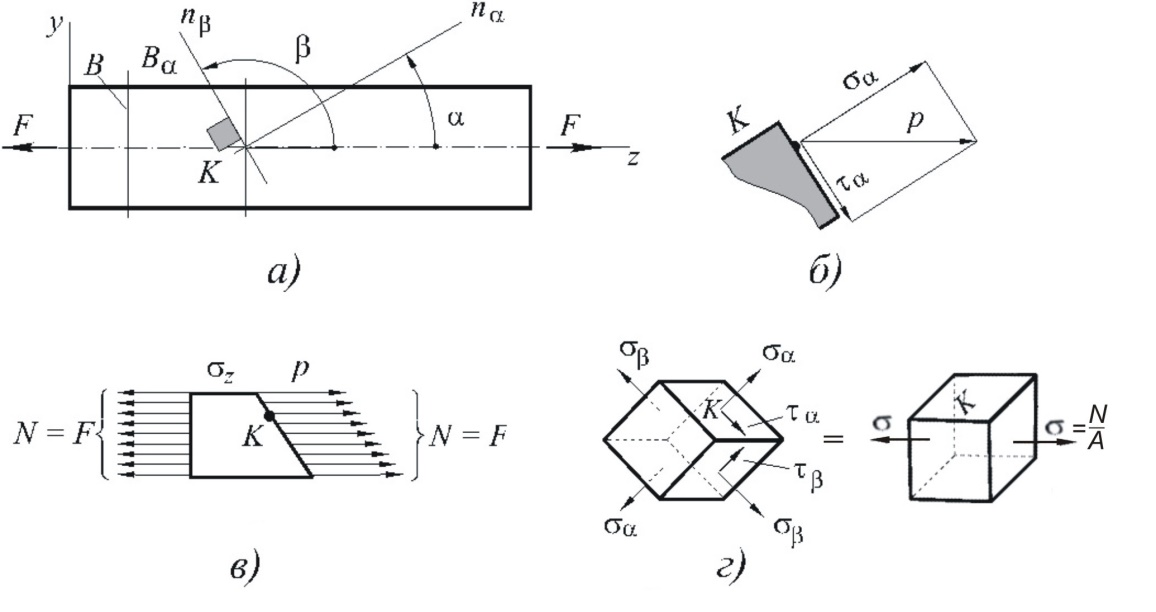 y
n_β
n_α
B
B_α
β
α
F
F
K
z
а)
K
σ_α
p
τ_α
б)
σ_z
p
N = F
K
N = F
в)
σ_β
σ_α
K
τ_α
τ_β
σ_α
σ_β
=
K
σ
σ = N/A
г)